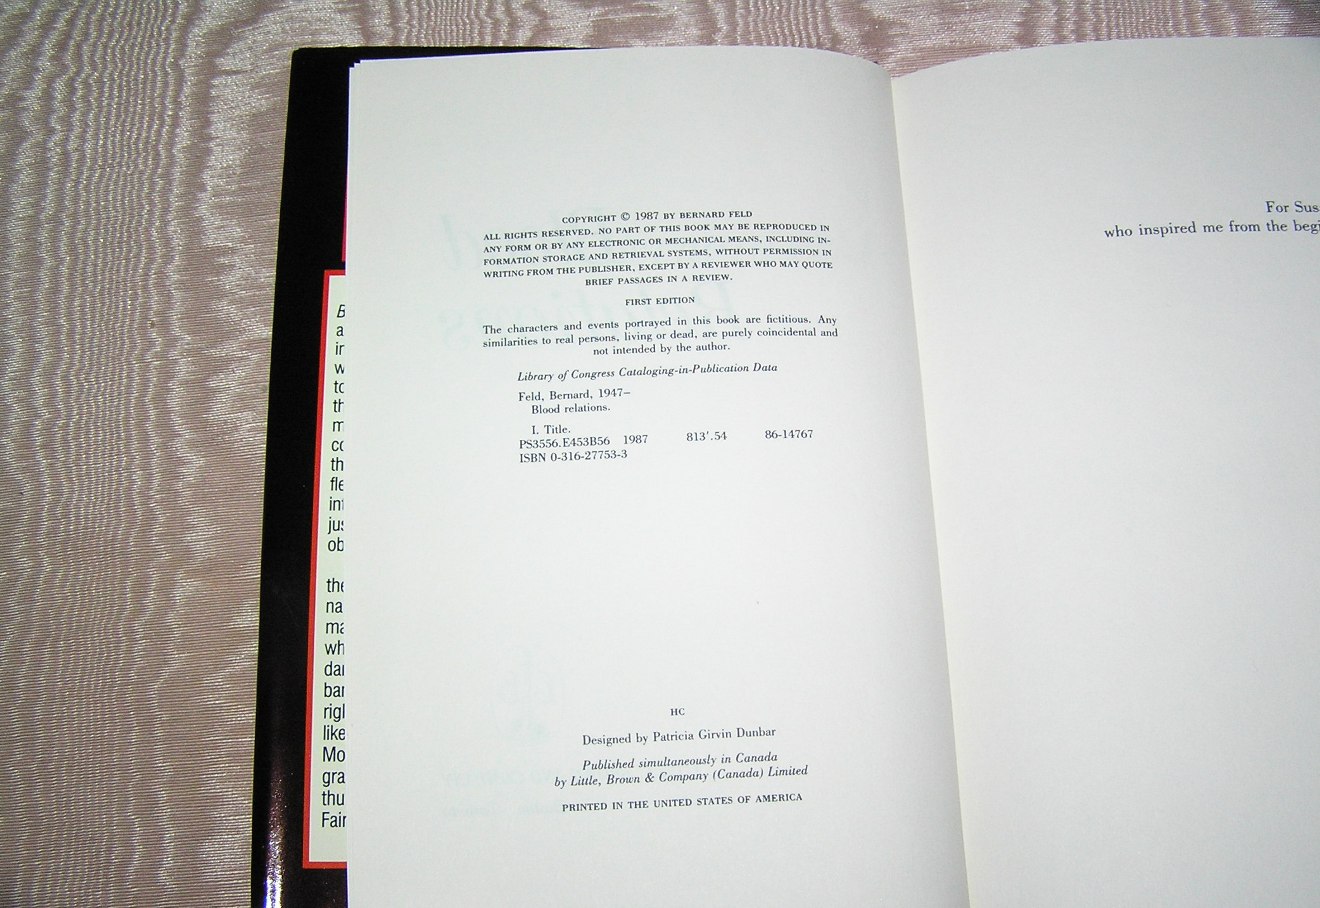 COPYRIGHT © 1987 BY BERNARD FELD
ALL RIGHTS RESERVED. NO PART OF THIS BOOK MAY BE REPRODUCED IN
ANY FORM OR BY ANY ELECTRONIC OR MECHANICAL MEANS, INCLUDING IN-
FORMATION STORAGE AND RETRIEVAL SYSTEMS, WITHOUT PERMISSION IN
WRITING FROM THE PUBLISHER, EXCEPT BY A REVIEWER WHO MAY QUOTE
BRIEF PASSAGES IN A REVIEW.
FIRST EDITION
The characters and events portrayed in this book are fictitious. Any
similarities to real persons, living or dead, are purely coincidental and
not intended by the author.
Library of Congress Cataloging-in-Publication Data
Feld, Bernard, 1947–
Blood relations.
I. Title.
PS3556.E453B56 1987 813'.54 86-14767
ISBN 0-316-27753-3
HC
Designed by Patricia Girvin Dunbar
Published simultaneously in Canada
by Little, Brown & Company (Canada) Limited
PRINTED IN THE UNITED STATES OF AMERICA
For Sus
who inspired me from the begi